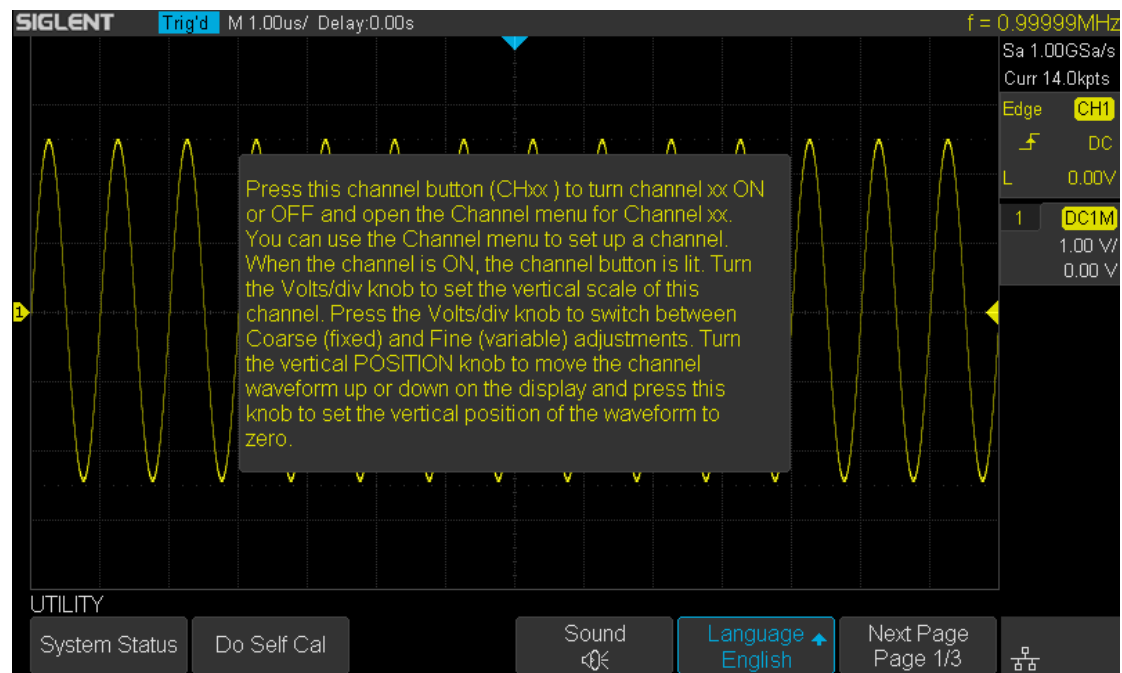 SIGLENT Trig'd M 1.00us/ Delay:0.00s f = 0.99999MHz
Sa 1.00GSa/s
Curr 14.0kpts
Edge CH1
DC
L 0.00V
1 DC1M
1.00 V/
0.00 V
Press this channel button (CHxx ) to turn channel xx ON
or OFF and open the Channel menu for Channel xx.
You can use the Channel menu to set up a channel.
When the channel is ON, the channel button is lit. Turn
the Volts/div knob to set the vertical scale of this
channel. Press the Volts/div knob to switch between
Coarse (fixed) and Fine (variable) adjustments. Turn
the vertical POSITION knob to move the channel
waveform up or down on the display and press this
knob to set the vertical position of the waveform to
zero.
1
UTILITY
System Status
Do Self Cal
Sound
Language
English
Next Page
Page 1/3